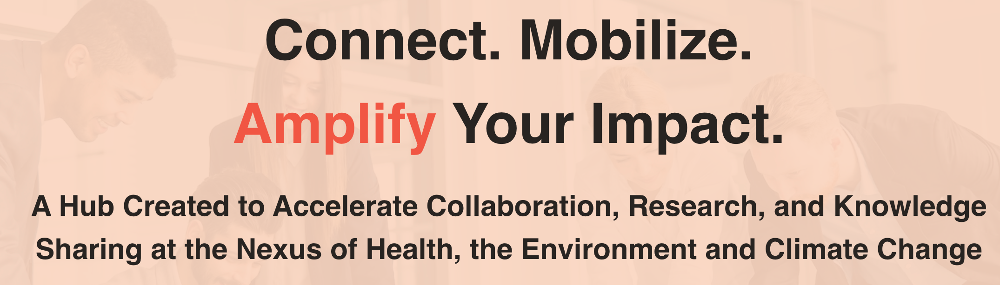 Connect. Mobilize.
Amplify Your Impact.
A Hub Created to Accelerate Collaboration, Research, and Knowledge
Sharing at the Nexus of Health, the Environment and Climate Change